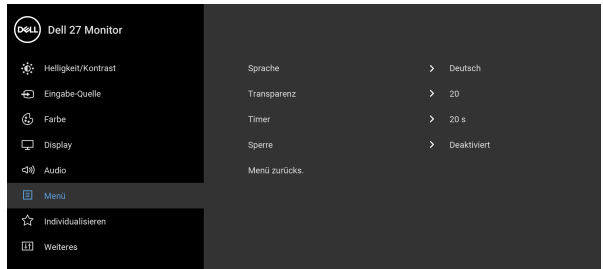 DELL Dell 27 Monitor
Helligkeit/Kontrast
Eingabe-Quelle
Farbe
Display
Audio
Menü
Individualisieren
Weiteres
Sprache > Deutsch
Transparenz > 20
Timer > 20 s
Sperre > Deaktiviert
Menü zurücks.